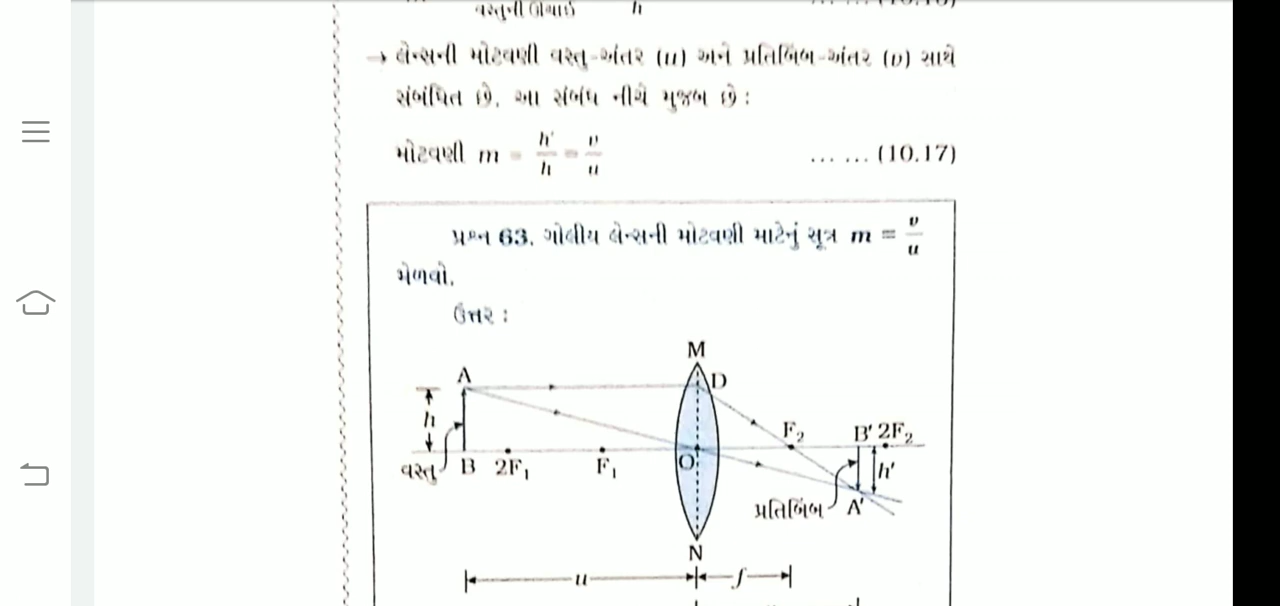 વસ્તુની ઊંચાઈ h
→ લેન્સની મોટવણી વસ્તુ-અંતર (u) અને પ્રતિબિંબ-અંતર (v) સાથે
સંબંધિત છે. આ સંબંધ નીચે મુજબ છે :
મોટવણી m = h′/h = v/u ... ... (10.17)
પ્રશ્ન 63. ગોલીય લેન્સની મોટવણી માટેનું સૂત્ર m = v/u
મેળવો.
ઉત્તર :
M
A D
h F₂ B′ 2F₂
વસ્તુ B 2F₁ F₁ O h′
પ્રતિબિંબ A′
N
u f